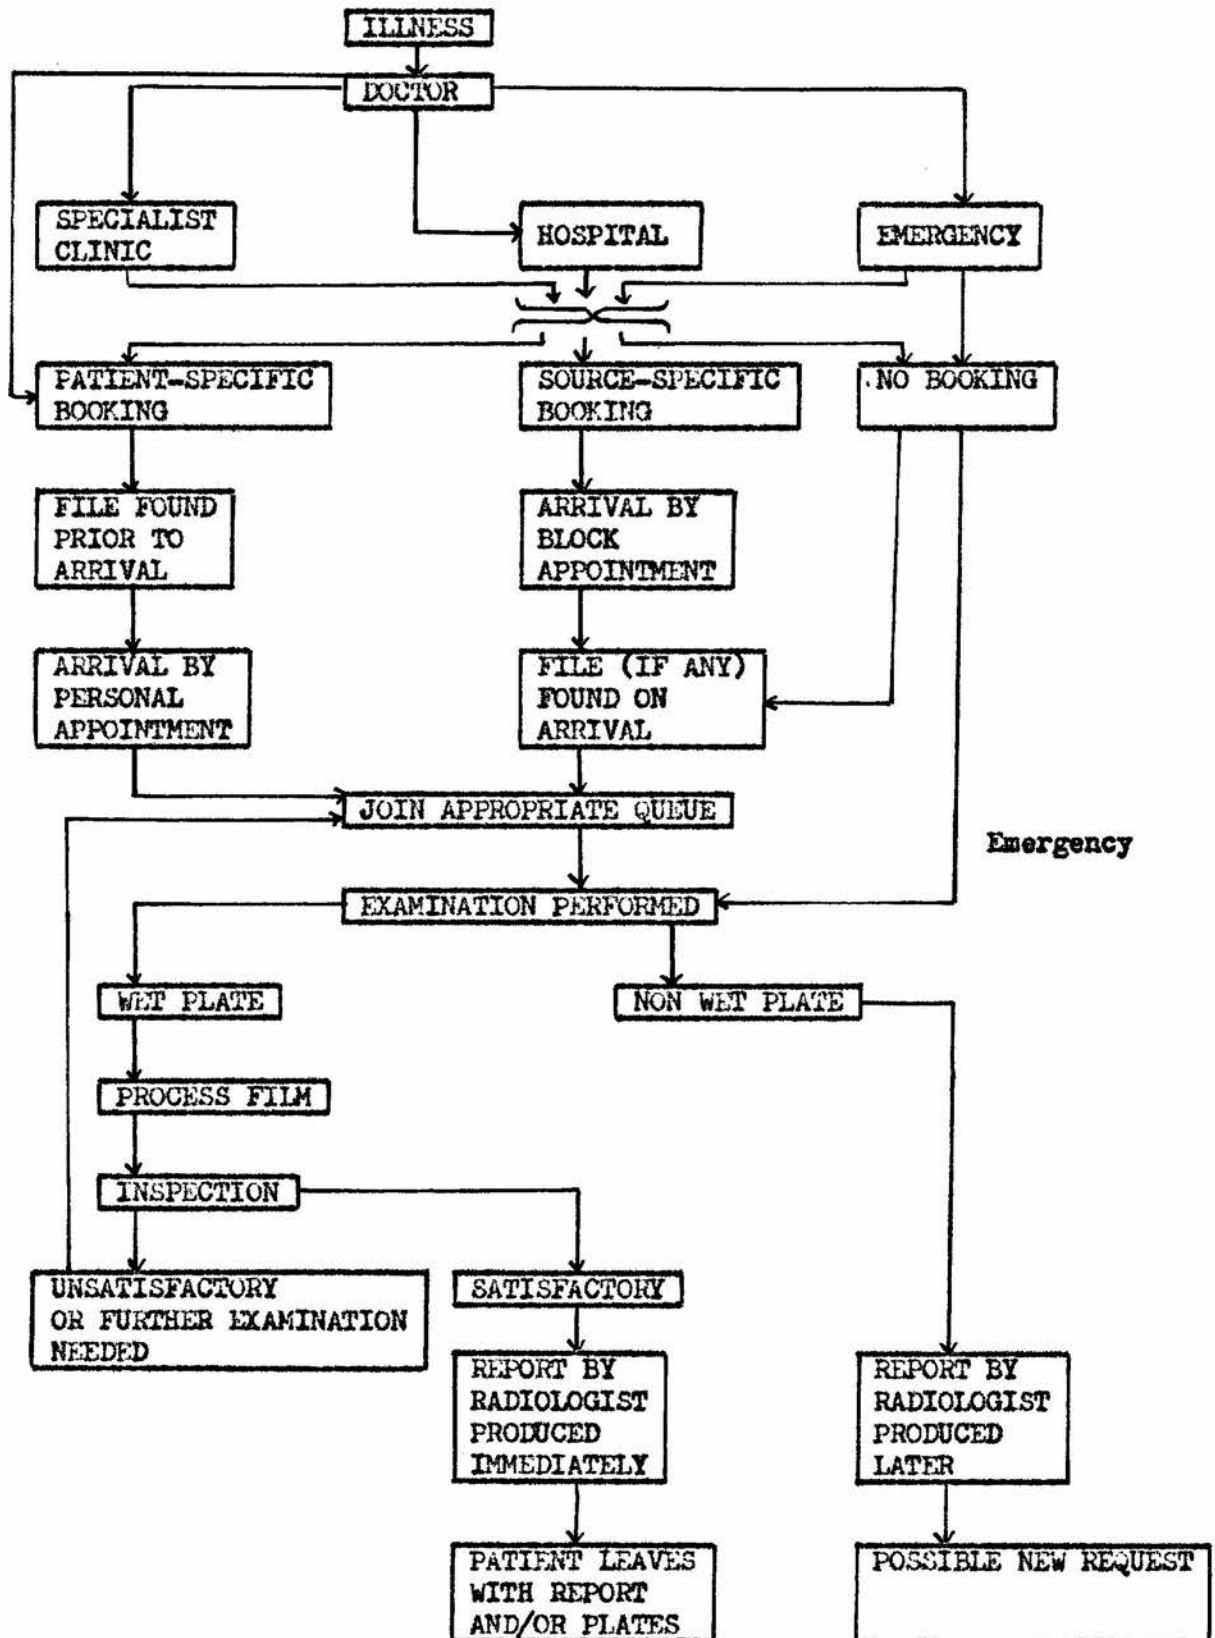 ILLNESS
DOCTOR
SPECIALIST
CLINIC
HOSPITAL
EMERGENCY
PATIENT-SPECIFIC
BOOKING
SOURCE-SPECIFIC
BOOKING
NO BOOKING
FILE FOUND
PRIOR TO
ARRIVAL
ARRIVAL BY
BLOCK
APPOINTMENT
ARRIVAL BY
PERSONAL
APPOINTMENT
FILE (IF ANY)
FOUND ON
ARRIVAL
JOIN APPROPRIATE QUEUE
Emergency
EXAMINATION PERFORMED
WET PLATE
NON WET PLATE
PROCESS FILM
INSPECTION
UNSATISFACTORY
OR FURTHER EXAMINATION
NEEDED
SATISFACTORY
REPORT BY
RADIOLOGIST
PRODUCED
IMMEDIATELY
REPORT BY
RADIOLOGIST
PRODUCED
LATER
PATIENT LEAVES
WITH REPORT
AND/OR PLATES
POSSIBLE NEW REQUEST